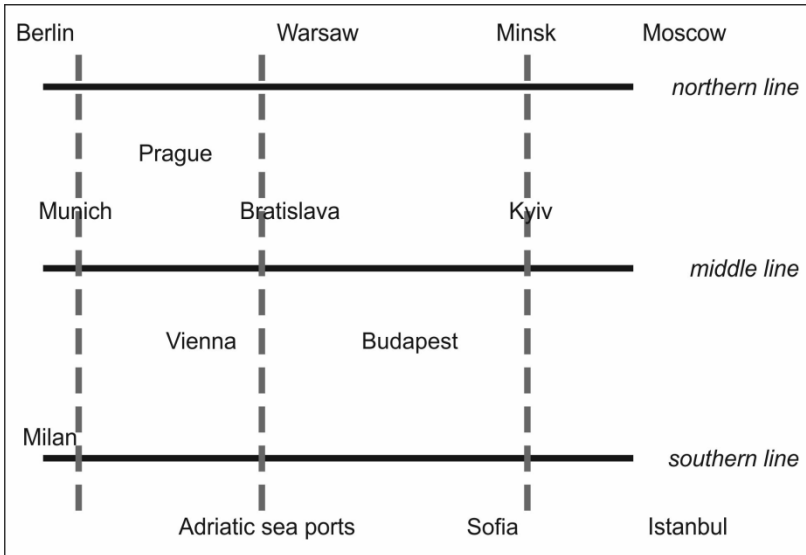 Berlin Warsaw Minsk Moscow
northern line
Prague
Munich Bratislava Kyiv
middle line
Vienna Budapest
Milan
southern line
Adriatic sea ports Sofia Istanbul